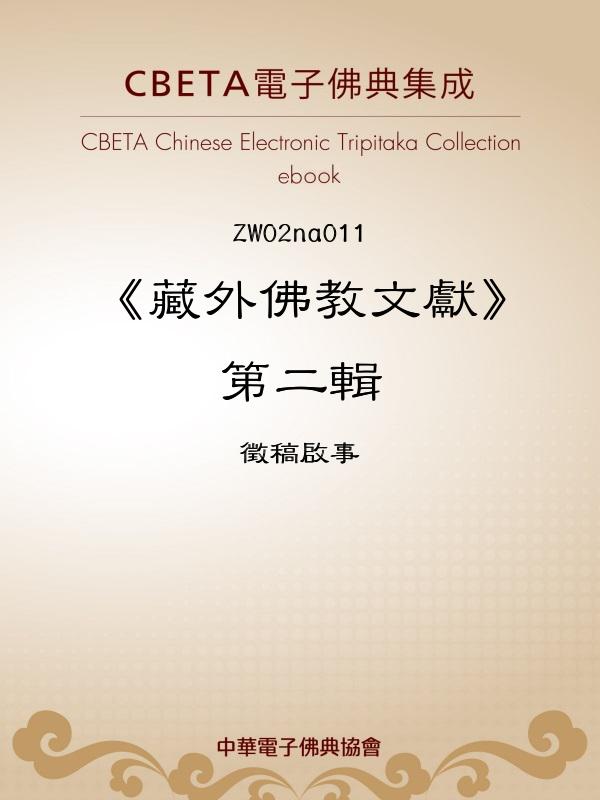 CBETA電子佛典集成
CBETA Chinese Electronic Tripitaka Collection
ebook
ZW02na011
《藏外佛教文獻》
第二輯
徵稿啟事
中華電子佛典協會